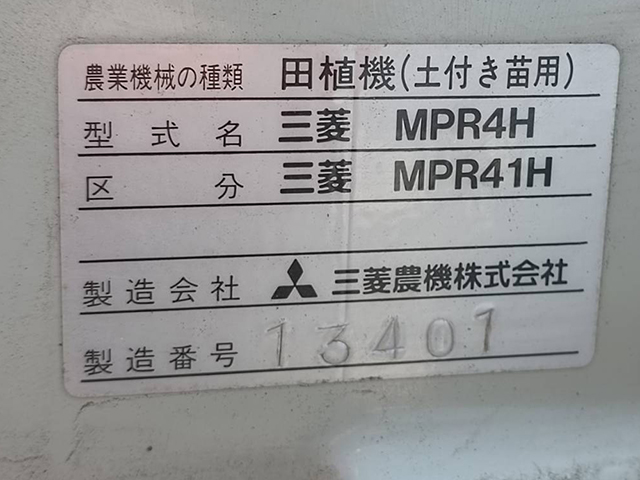 農業機械の種類 田植機(土付き苗用)
型式名 三菱 MPR4H
区分 三菱 MPR41H
製造会社 三菱農機株式会社
製造番号 13401